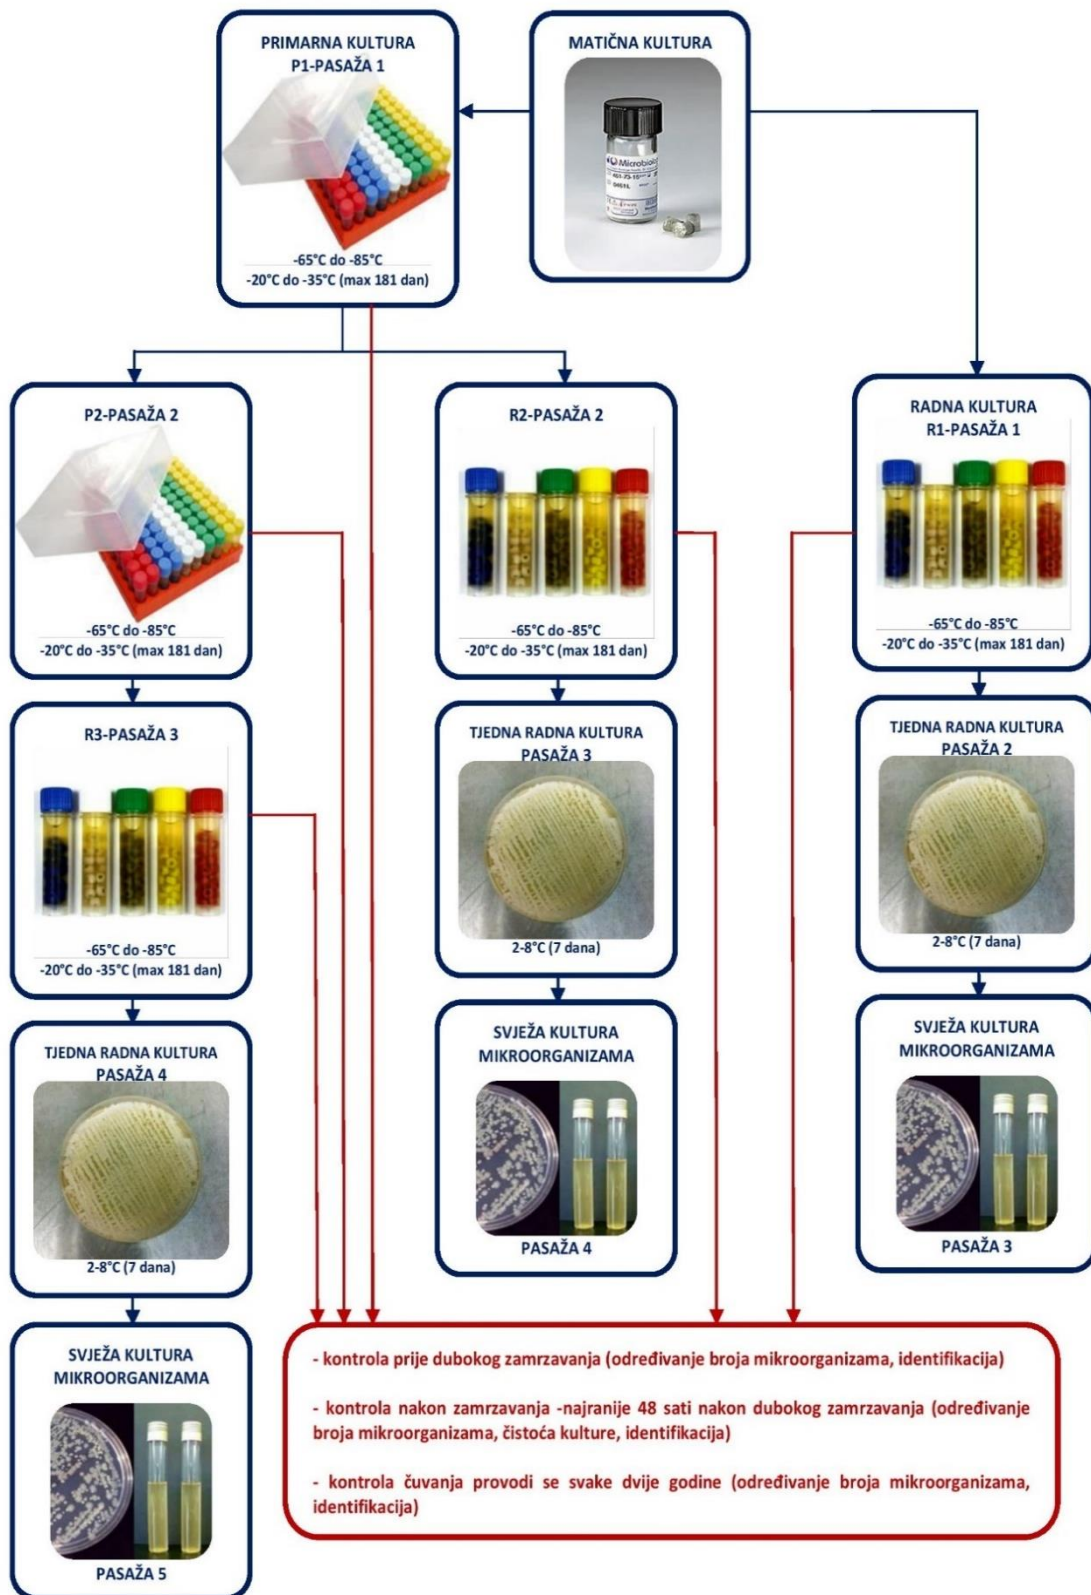 PRIMARNA KULTURA
P1-PASAŽA 1
-65°C do -85°C
-20°C do -35°C (max 181 dan)
MATIČNA KULTURA
Microbiolo
P2-PASAŽA 2
-65°C do -85°C
-20°C do -35°C (max 181 dan)
R2-PASAŽA 2
-65°C do -85°C
-20°C do -35°C (max 181 dan)
RADNA KULTURA
R1-PASAŽA 1
-65°C do -85°C
-20°C do -35°C (max 181 dan)
R3-PASAŽA 3
-65°C do -85°C
-20°C do -35°C (max 181 dan)
TJEDNA RADNA KULTURA
PASAŽA 3
2-8°C (7 dana)
TJEDNA RADNA KULTURA
PASAŽA 2
2-8°C (7 dana)
TJEDNA RADNA KULTURA
PASAŽA 4
2-8°C (7 dana)
SVJEŽA KULTURA
MIKROORGANIZAMA
PASAŽA 4
SVJEŽA KULTURA
MIKROORGANIZAMA
PASAŽA 3
SVJEŽA KULTURA
MIKROORGANIZAMA
PASAŽA 5
- kontrola prije dubokog zamrzavanja (određivanje broja mikroorganizama, identifikacija)
- kontrola nakon zamrzavanja -najranije 48 sati nakon dubokog zamrzavanja (određivanje
broja mikroorganizama, čistoća kulture, identifikacija)
- kontrola čuvanja provodi se svake dvije godine (određivanje broja mikroorganizama,
identifikacija)